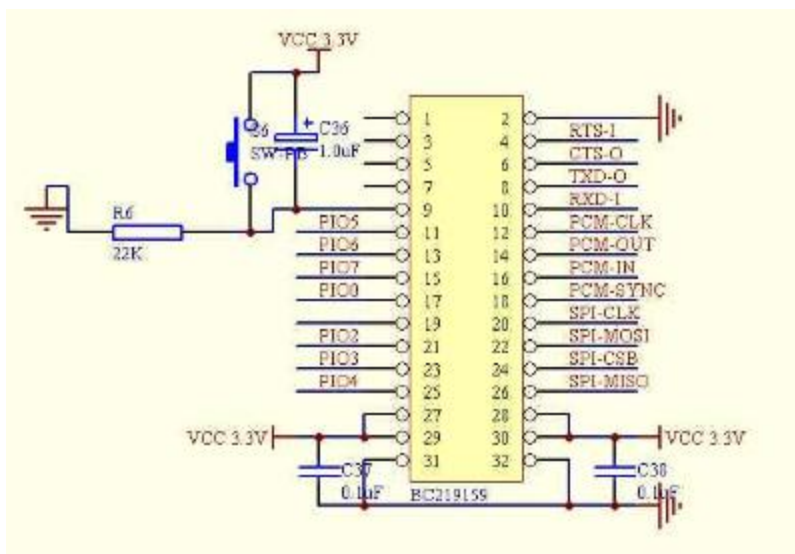 VCC 3.3V
S6
SW-PB
C36
1.0uF
R6
22K
1 2
3 4 RTS-I
5 6 CTS-O
7 8 TXD-O
9 10 RXD-I
PIO5 11 12 PCM-CLK
PIO6 13 14 PCM-OUT
PIO7 15 16 PCM-IN
PIO0 17 18 PCM-SYNC
19 20 SPI-CLK
PIO2 21 22 SPI-MOSI
PIO3 23 24 SPI-CSB
PIO4 25 26 SPI-MISO
27 28
VCC 3.3V 29 30 VCC 3.3V
31 32
C37 C38
0.1uF 0.1uF
BC219159